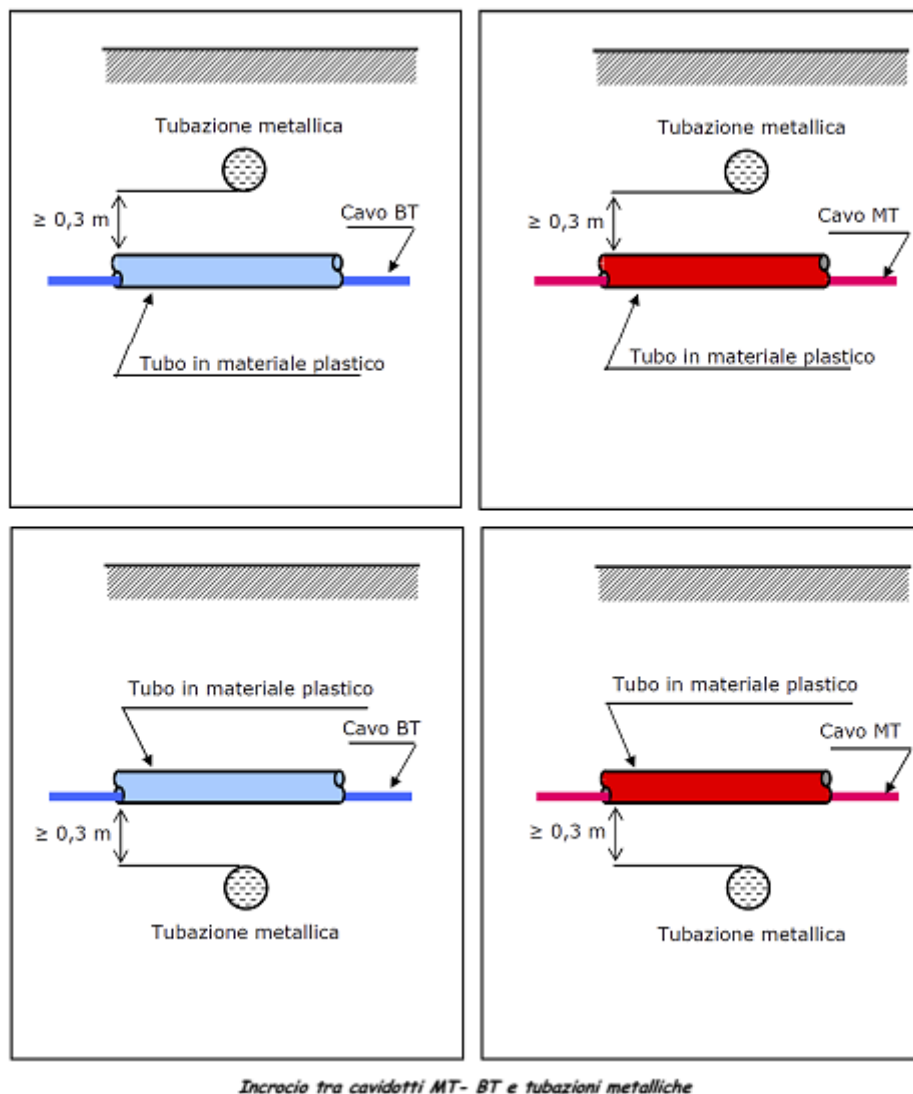 Tubazione metallica
≥ 0,3 m
Cavo BT
Tubo in materiale plastico
Tubazione metallica
≥ 0,3 m
Cavo MT
Tubo in materiale plastico
Tubo in materiale plastico
Cavo BT
≥ 0,3 m
Tubazione metallica
Tubo in materiale plastico
Cavo MT
≥ 0,3 m
Tubazione metallica
Incrocio tra cavidotti MT- BT e tubazioni metalliche